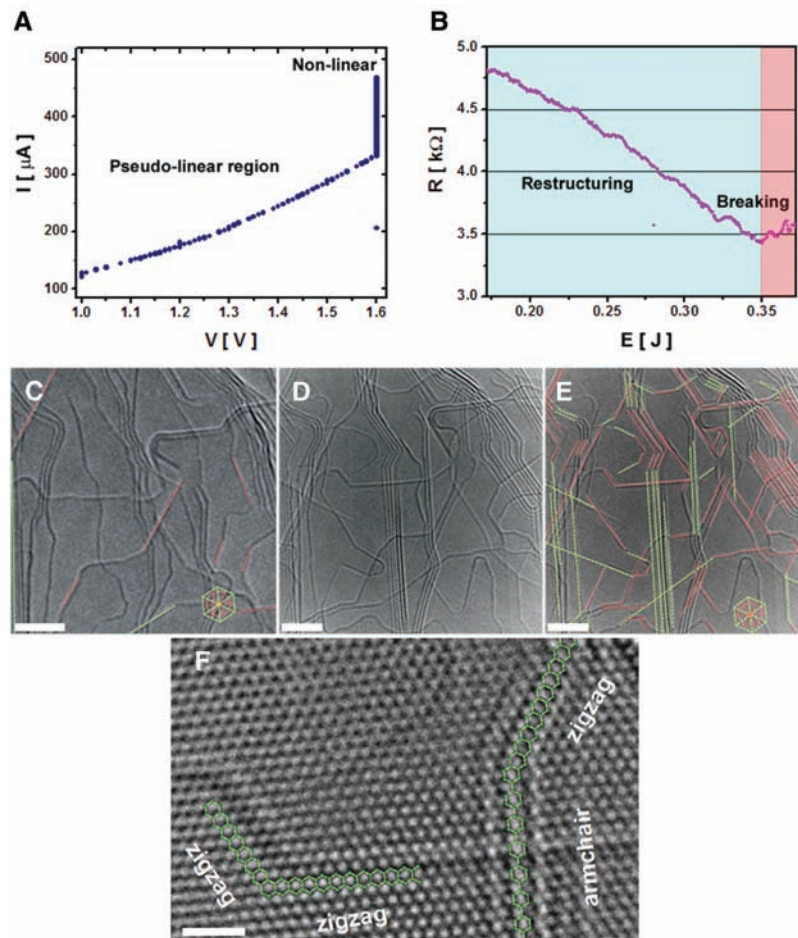 A
I [ μA ]
500
400
300
200
100
Non-linear
Pseudo-linear region
1.0 1.1 1.2 1.3 1.4 1.5 1.6
V [ V ]
B
R [ kΩ ]
5.0
4.5
4.0
3.5
3.0
Restructuring
Breaking
0.20 0.25 0.30 0.35
E [ J ]
C
D
E
F
zigzag
zigzag
zigzag
armchair